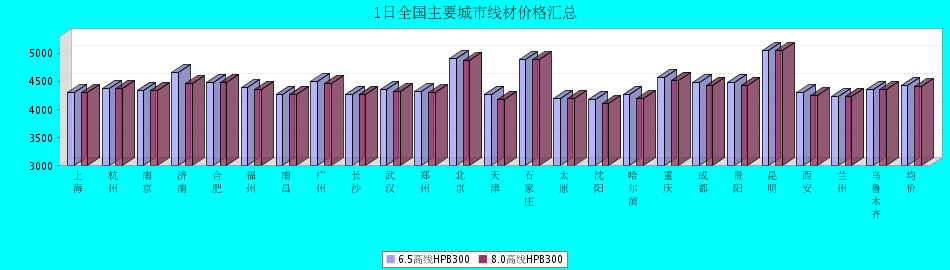 1日全国主要城市线材价格汇总
5000
4500
4000
3500
3000
上海 杭州 南京 济南 合肥 福州 南昌 广州 长沙 武汉 郑州 北京 天津 石家庄 太原 沈阳 哈尔滨 重庆 成都 贵阳 昆明 西安 兰州 乌鲁木齐 均价
6.5高线HPB300 8.0高线HPB300